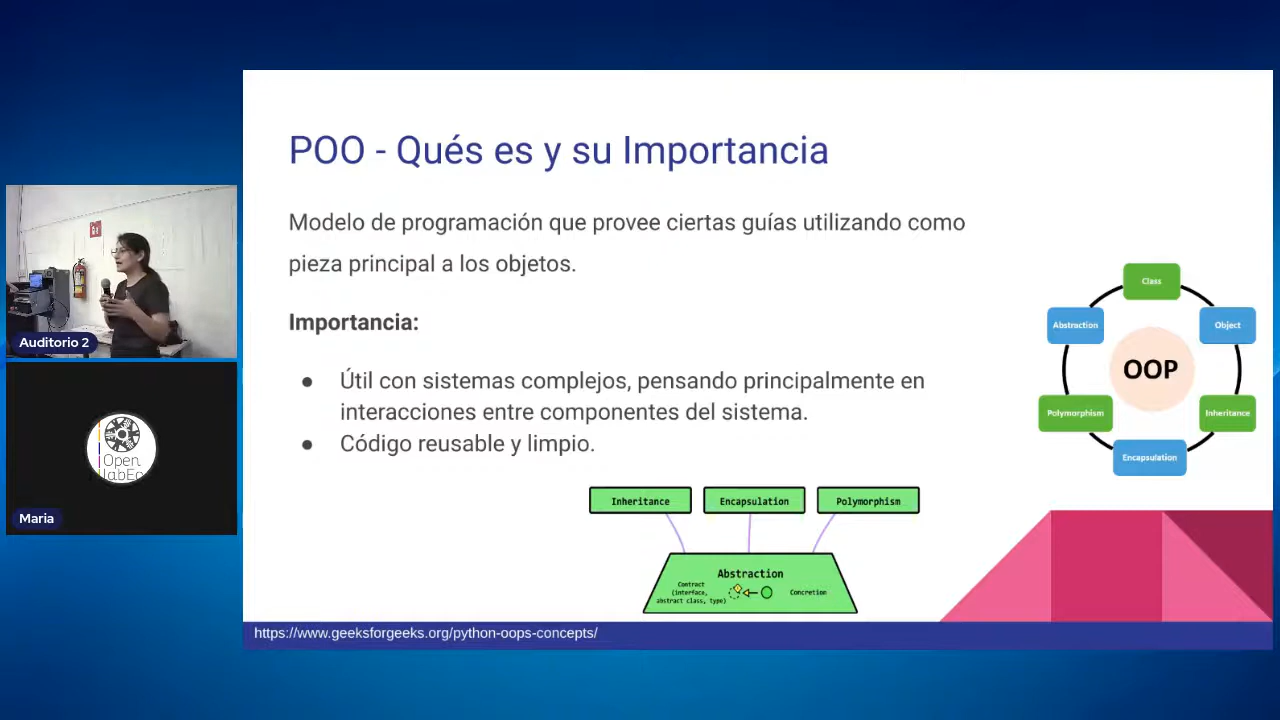 POO - Qués es y su Importancia
Modelo de programación que provee ciertas guías utilizando como
pieza principal a los objetos.
Importancia:
● Útil con sistemas complejos, pensando principalmente en
interacciones entre componentes del sistema.
● Código reusable y limpio.
Class
Abstraction
Object
OOP
Polymorphism
Inheritance
Encapsulation
Inheritance
Encapsulation
Polymorphism
Abstraction
Contract
(interface,
abstract class, type)
Concretion
https://www.geeksforgeeks.org/python-oops-concepts/
Auditorio 2
Open
Maria